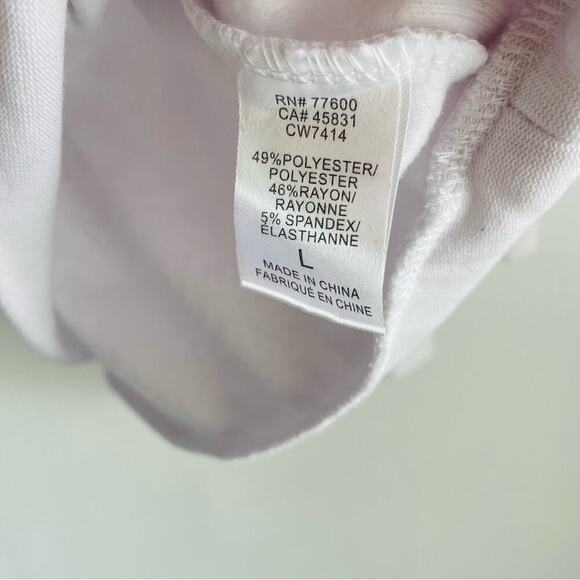 RN# 77600
CA# 45831
CW7414
49%POLYESTER/
POLYESTER
46%RAYON/
RAYONNE
5% SPANDEX/
ÉLASTHANNE
L
MADE IN CHINA
FABRIQUÉ EN CHINE